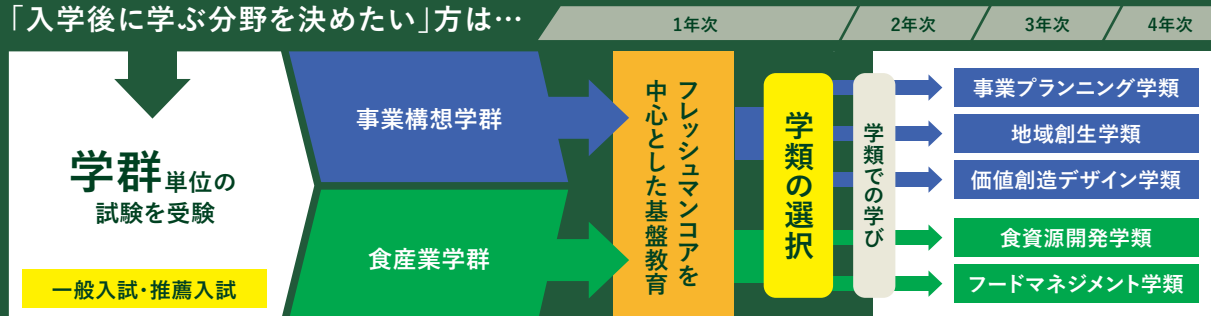 「入学後に学ぶ分野を決めたい」方は…
1年次
2年次
3年次
4年次
学群単位の
試験を受験
一般入試・推薦入試
事業構想学群
食産業学群
フレッシュマンコアを
中心とした基盤教育
学類の選択
学類での学び
事業プランニング学類
地域創生学類
価値創造デザイン学類
食資源開発学類
フードマネジメント学類